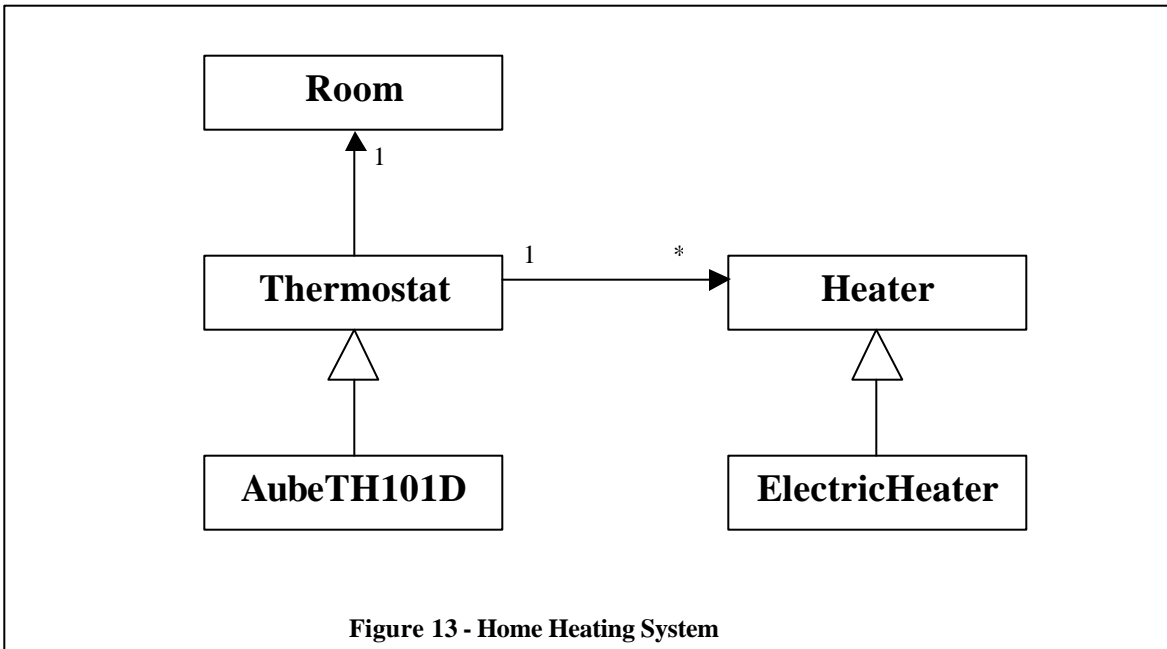 Room
1
Thermostat
1
*
Heater
AubeTH101D
ElectricHeater
Figure 13 - Home Heating System